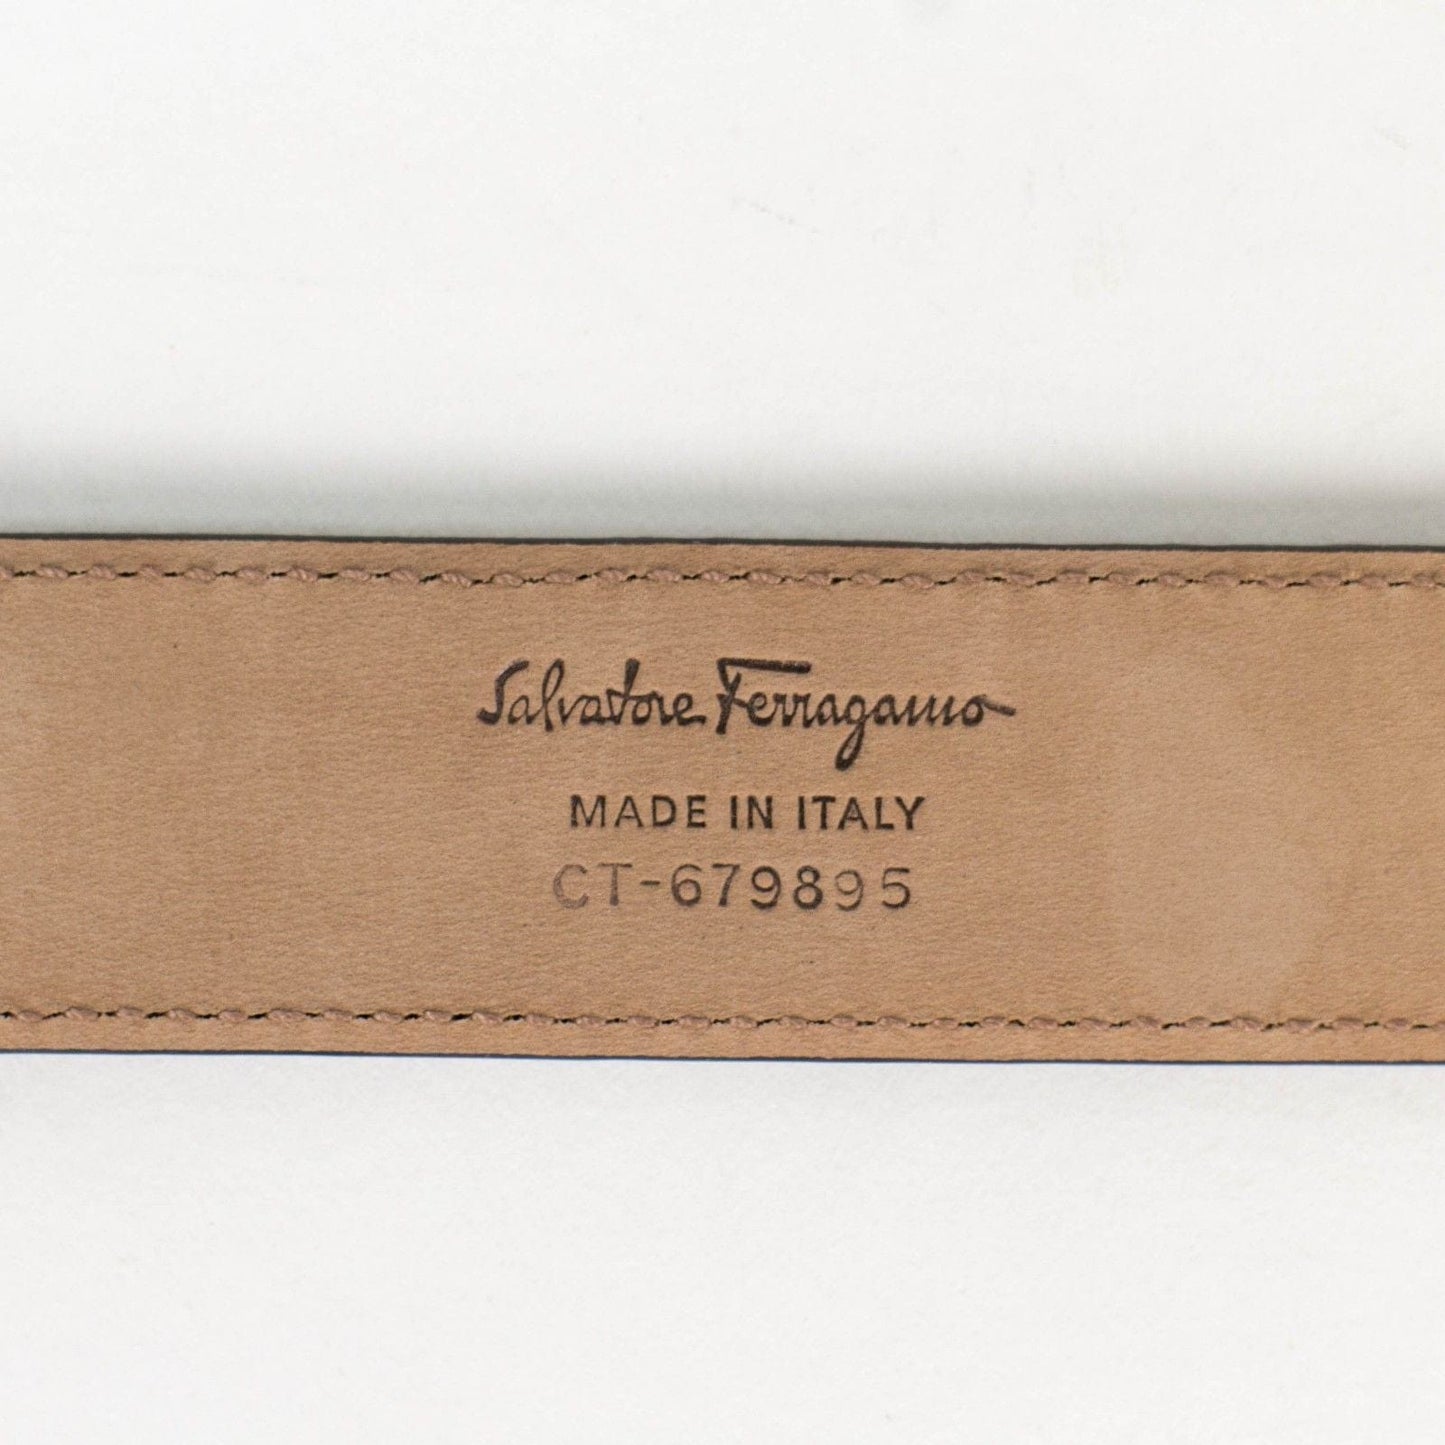 Salvatore Ferragamo
MADE IN ITALY
CT-679895